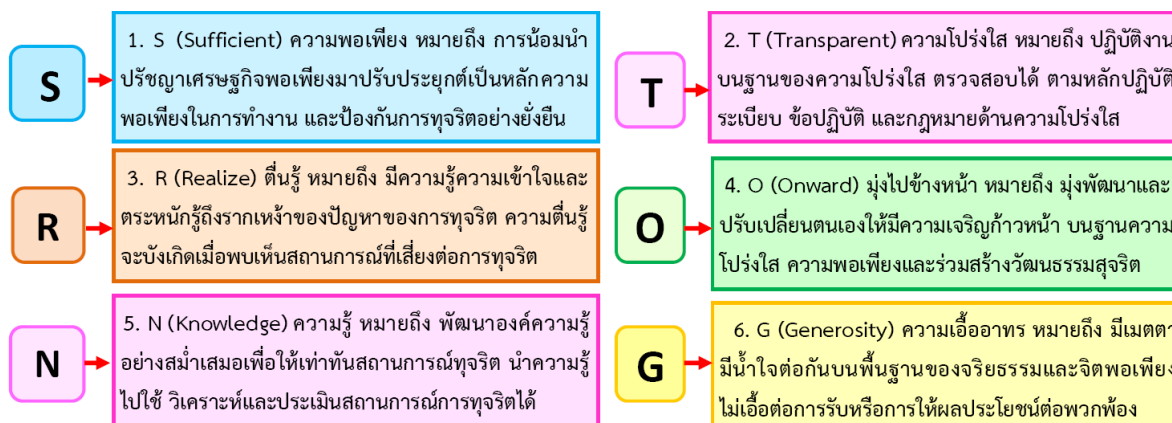 S
1. S (Sufficient) ความพอเพียง หมายถึง การน้อมนำ
ปรัชญาเศรษฐกิจพอเพียงมาปรับประยุกต์เป็นหลักความ
พอเพียงในการทำงาน และป้องกันการทุจริตอย่างยั่งยืน
T
2. T (Transparent) ความโปร่งใส หมายถึง ปฏิบัติงาน
บนฐานของความโปร่งใส ตรวจสอบได้ ตามหลักปฏิบัติ
ระเบียบ ข้อปฏิบัติ และกฎหมายด้านความโปร่งใส
R
3. R (Realize) ตื่นรู้ หมายถึง มีความรู้ความเข้าใจและ
ตระหนักรู้ถึงรากเหง้าของปัญหาของการทุจริต ความตื่นรู้
จะบังเกิดเมื่อพบเห็นสถานการณ์ที่เสี่ยงต่อการทุจริต
O
4. O (Onward) มุ่งไปข้างหน้า หมายถึง มุ่งพัฒนาและ
ปรับเปลี่ยนตนเองให้มีความเจริญก้าวหน้า บนฐานความ
โปร่งใส ความพอเพียงและร่วมสร้างวัฒนธรรมสุจริต
N
5. N (Knowledge) ความรู้ หมายถึง พัฒนาองค์ความรู้
อย่างสม่ำเสมอเพื่อให้เท่าทันสถานการณ์ทุจริต นำความรู้
ไปใช้ วิเคราะห์และประเมินสถานการณ์การทุจริตได้
G
6. G (Generosity) ความเอื้ออาทร หมายถึง มีเมตตา
มีน้ำใจต่อกันบนพื้นฐานของจริยธรรมและจิตพอเพียง
ไม่เอื้อต่อการรับหรือการให้ผลประโยชน์ต่อพวกพ้อง